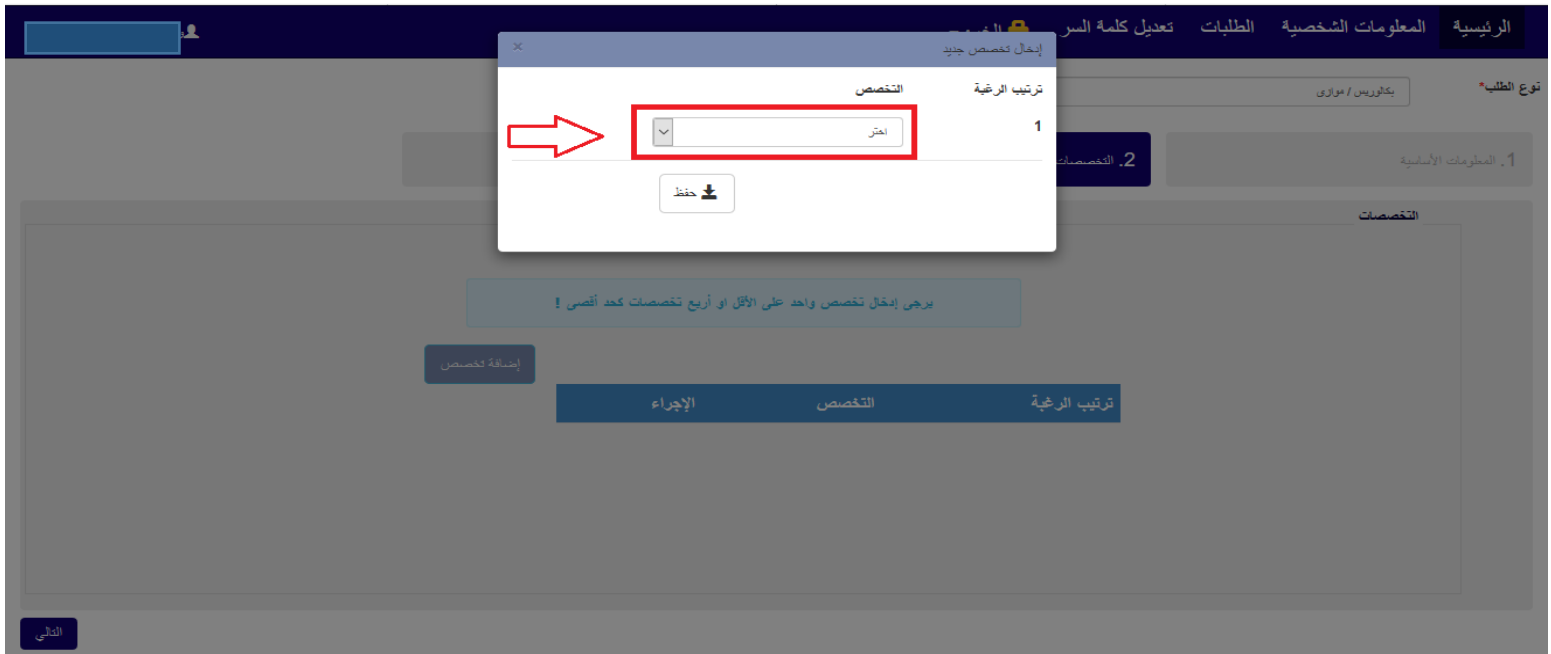 الرئيسية
المعلومات الشخصية
الطلبات
تعديل كلمة السر
إدخال تخصص جديد
×
ترتيب الرغبة
التخصص
1
اختر
حفظ
نوع الطلب*
بكالوريس / موازى
1. المعلومات الأساسية
2. التخصصات
التخصصات
يرجى إدخال تخصص واحد على الأقل او أربع تخصصات كحد أقصى !
إضافة تخصص
ترتيب الرغبة
التخصص
الإجراء
التالي